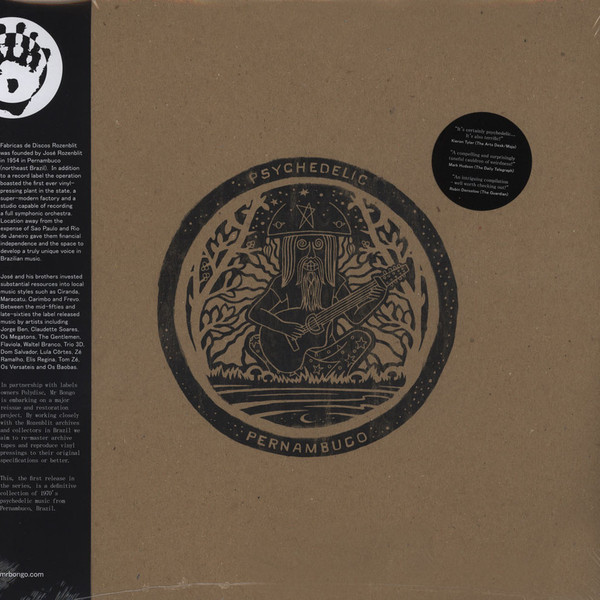 Fabricas de Discos Rozenblit
was founded by José Rozenblit
in 1954 in Pernambuco
(northeast Brazil). In addition
to a record label the operation
boasted the first ever vinyl-
pressing plant in the state, a
super-modern factory and a
studio capable of recording
a full symphonic orchestra.
Location away from the
expense of Sao Paulo and Rio
de Janeiro gave them financial
independence and the space to
develop a truly unique voice in
Brazilian music.
José and his brothers invested
substantial resources into local
music styles such as Ciranda,
Maracatu, Carimbo and Frevo.
Between the mid-fifties and
late-sixties the label released
music by artists including
Jorge Ben, Claudette Soares,
Os Megatons, The Gentlemen,
Flaviola, Waltel Branco, Trio 3D,
Dom Salvador, Lula Côrtes, Zé
Ramalho, Elis Regina, Tom Zé,
Os Versateis and Os Baobas.
In partnership with labels
owners Polydisc, Mr Bongo
is embarking on a major
reissue and restoration
project. By working closely
with the Rozenblit archives
and collectors in Brazil we
aim to re-master archive
tapes and reproduce vinyl
pressings to their original
specifications or better.
This, the first release in
the series, is a definitive
collection of 1970's
psychedelic music from
Pernambuco, Brazil.
mrbongo.com
PSYCHEDELIC
PERNAMBUCO
"It's certainly psychedelic...
it's also terrific!"
Kieron Tyler (The Arts Desk/Mojo)
"A compelling and surprisingly
tasteful cauldron of weirdness!"
Mark Hudson (The Daily Telegraph)
"An intriguing compilation
well worth checking out!"
Robin Denselow (The Guardian)